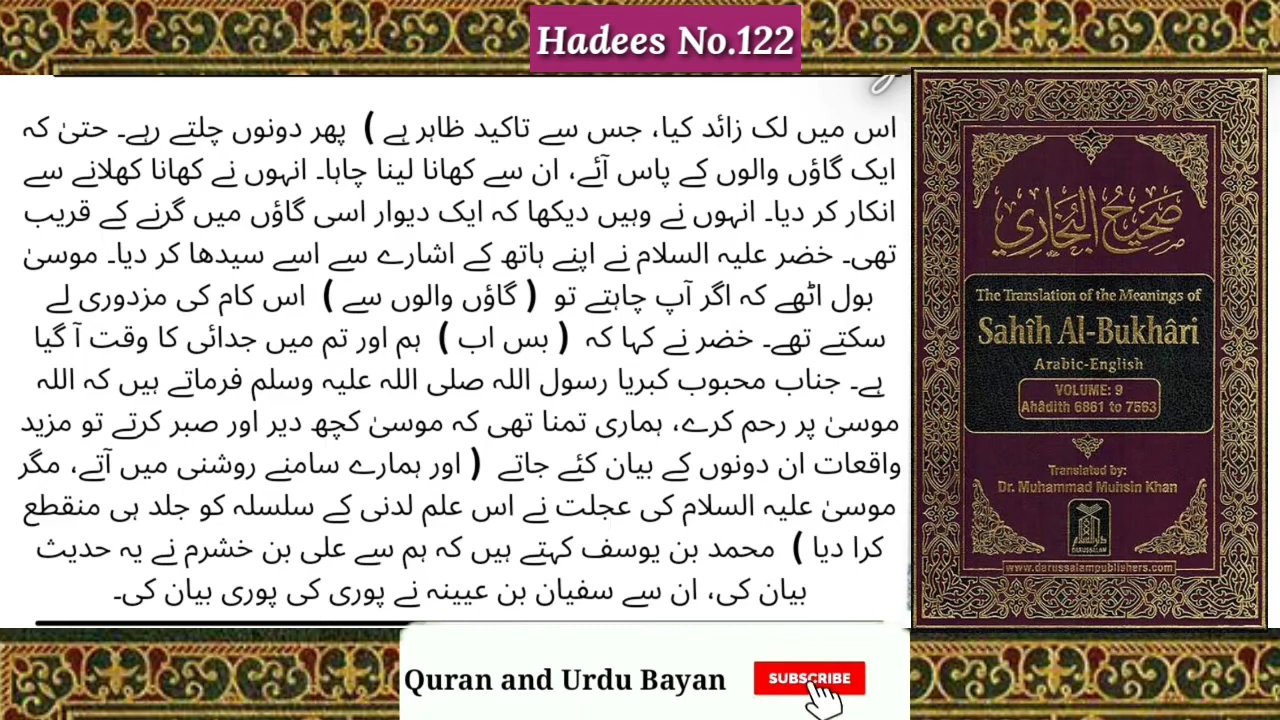 Hadees No.122
اس میں لک زائد کیا، جس سے تاکید ظاہر ہے ) پھر دونوں چلتے رہے۔ حتیٰ کہ
ایک گاؤں والوں کے پاس آئے، ان سے کھانا لینا چاہا۔ انہوں نے کھانا کھلانے سے
انکار کر دیا۔ انہوں نے وہیں دیکھا کہ ایک دیوار اسی گاؤں میں گرنے کے قریب
تھی۔ خضر علیہ السلام نے اپنے ہاتھ کے اشارے سے اسے سیدھا کر دیا۔ موسیٰ
بول اٹھے کہ اگر آپ چاہتے تو ( گاؤں والوں سے ) اس کام کی مزدوری لے
سکتے تھے۔ خضر نے کہا کہ ( بس اب ) ہم اور تم میں جدائی کا وقت آ گیا
ہے۔ جناب محبوب کبریا رسول اللہ صلی اللہ علیہ وسلم فرماتے ہیں کہ اللہ
موسیٰ پر رحم کرے، ہماری تمنا تھی کہ موسیٰ کچھ دیر اور صبر کرتے تو مزید
واقعات ان دونوں کے بیان کئے جاتے ( اور ہمارے سامنے روشنی میں آتے، مگر
موسیٰ علیہ السلام کی عجلت نے اس علم لدنی کے سلسلہ کو جلد ہی منقطع
کرا دیا ) محمد بن یوسف کہتے ہیں کہ ہم سے علی بن خشرم نے یہ حدیث
بیان کی، ان سے سفیان بن عیینہ نے پوری کی پوری بیان کی۔
صَحِيحُ البُخَارِي
The Translation of the Meanings of
Sahîh Al-Bukhâri
Arabic-English
VOLUME: 9
Ahâdith 6861 to 7563
Translated by:
Dr. Muhammad Muhsin Khan
DARUSSALAM
www.darussalampublishers.com
Quran and Urdu Bayan
SUBSCRIBE